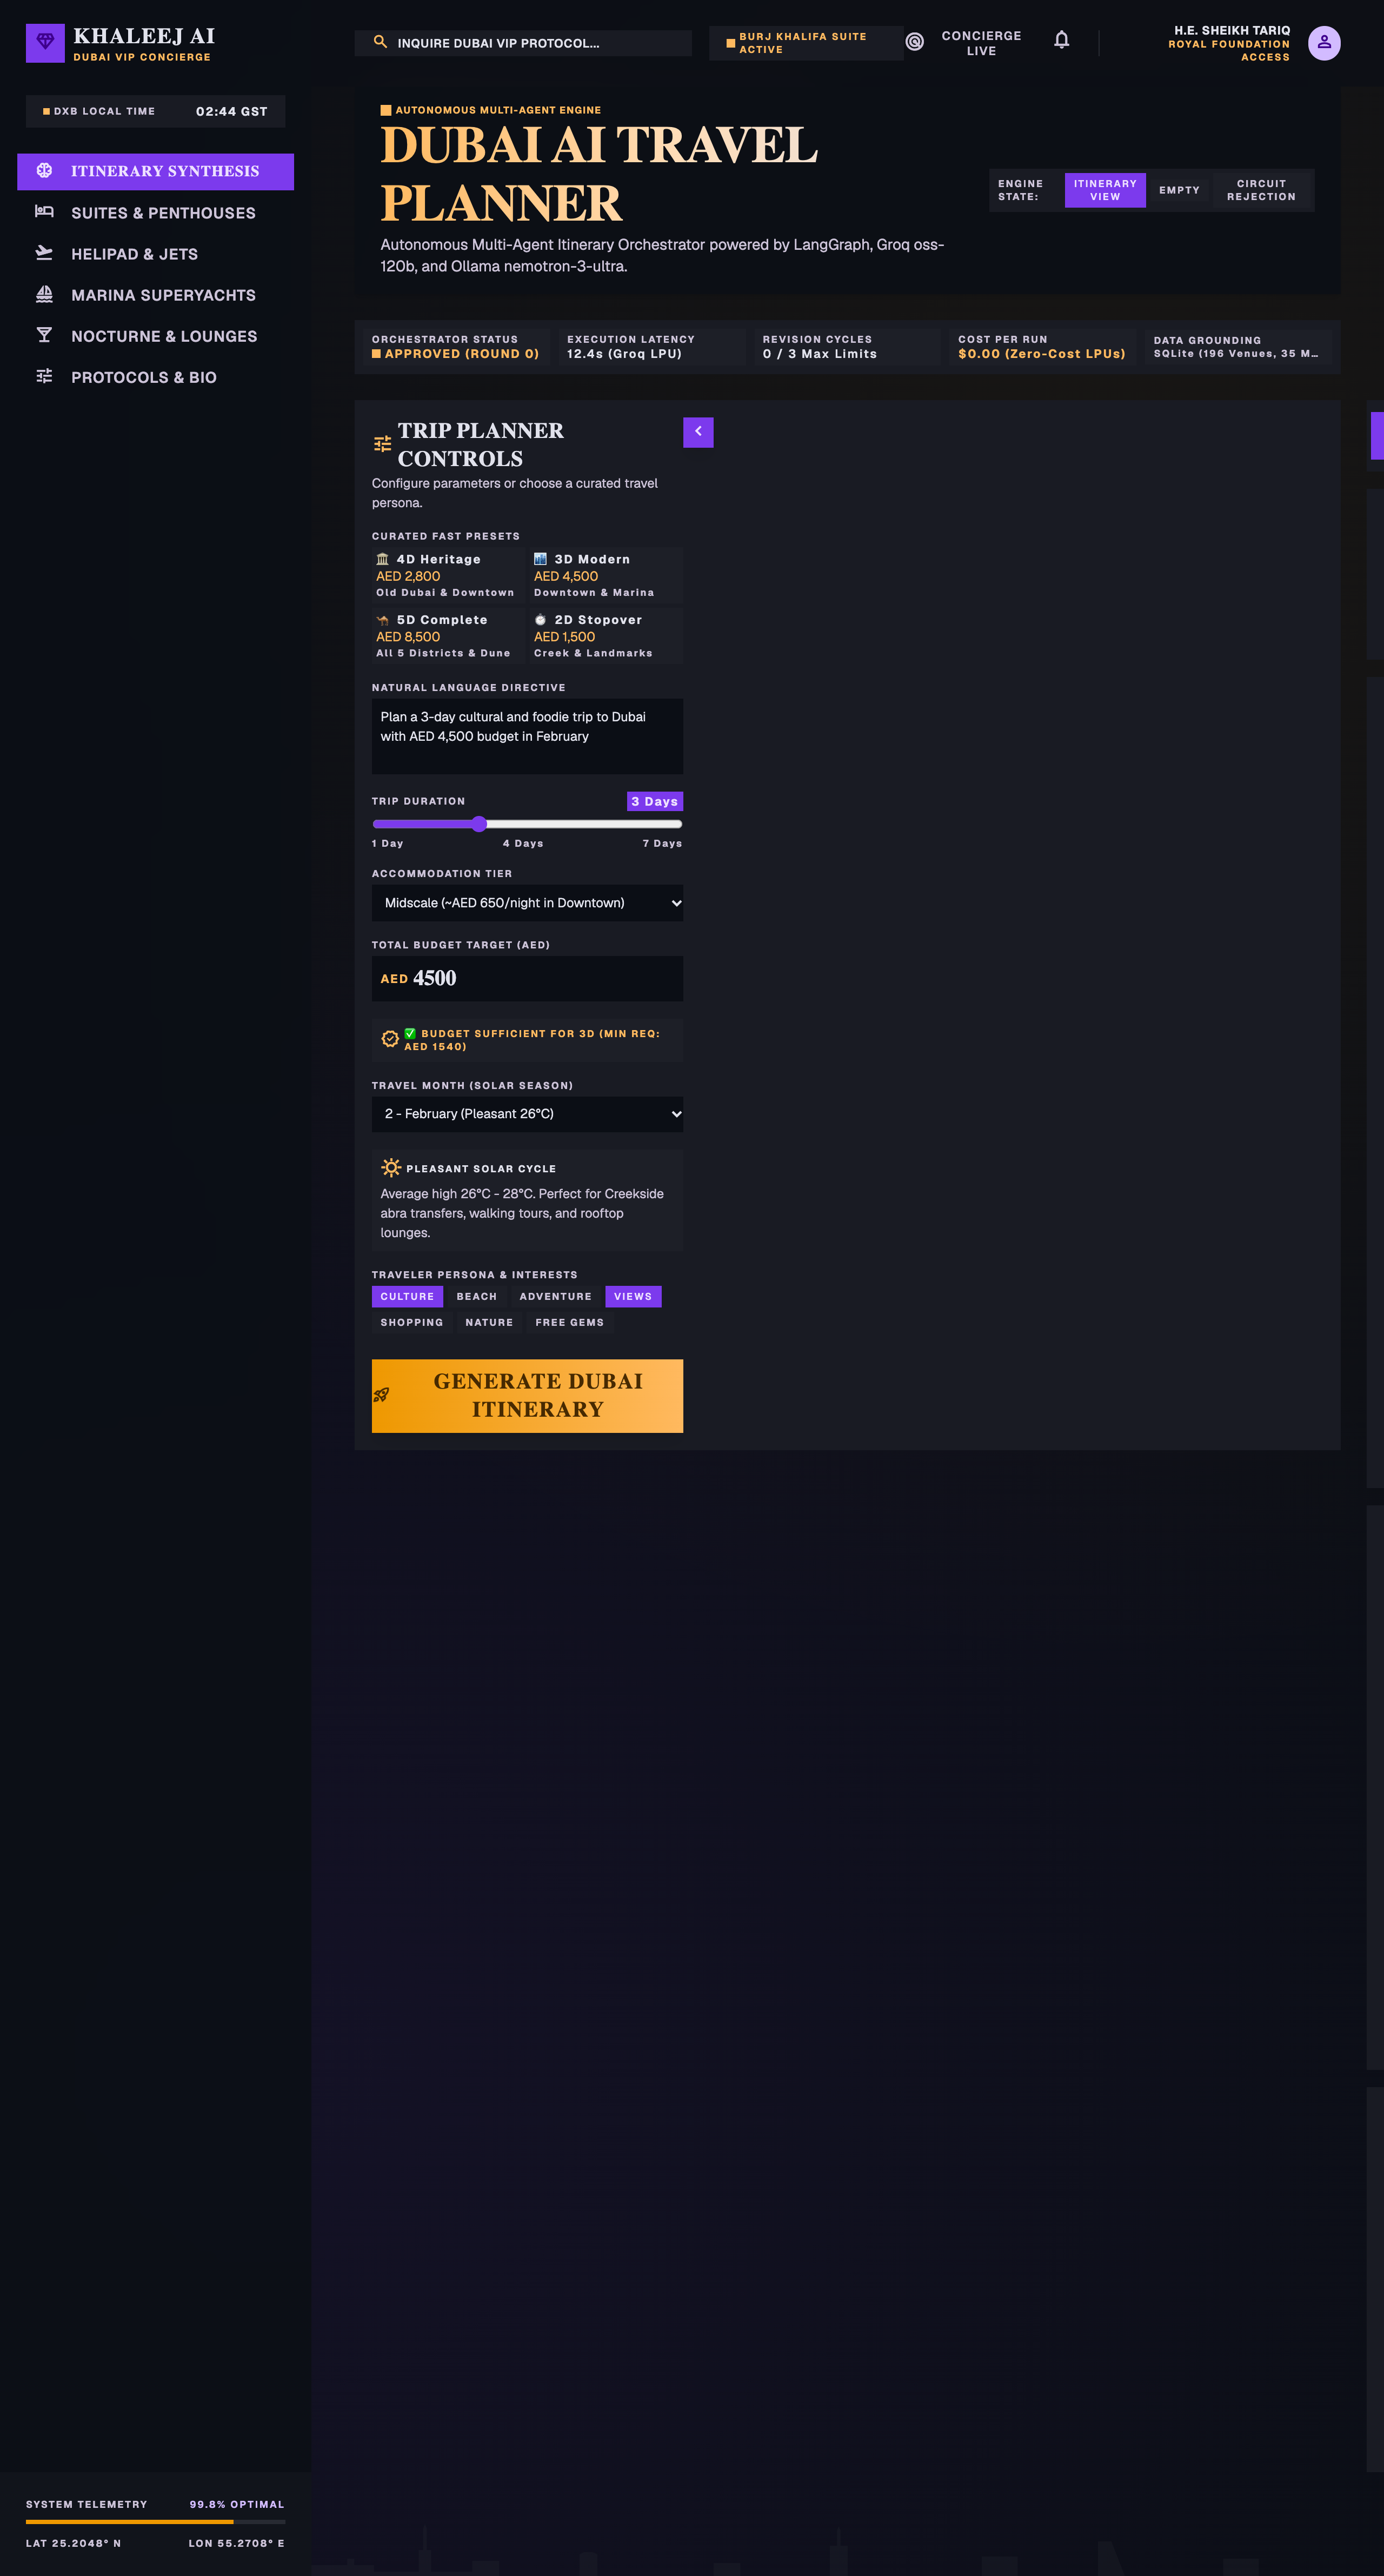 KHALEEJ AI
DUBAI VIP CONCIERGE
INQUIRE DUBAI VIP PROTOCOL...
BURJ KHALIFA SUITE
ACTIVE
CONCIERGE
LIVE
H.E. SHEIKH TARIQ
ROYAL FOUNDATION
ACCESS
DXB LOCAL TIME 02:44 GST
ITINERARY SYNTHESIS
SUITES & PENTHOUSES
HELIPAD & JETS
MARINA SUPERYACHTS
NOCTURNE & LOUNGES
PROTOCOLS & BIO
AUTONOMOUS MULTI-AGENT ENGINE
DUBAI AI TRAVEL
PLANNER
Autonomous Multi-Agent Itinerary Orchestrator powered by LangGraph, Groq oss-
120b, and Ollama nemotron-3-ultra.
ENGINE
STATE:
ITINERARY
VIEW
EMPTY
CIRCUIT
REJECTION
ORCHESTRATOR STATUS
APPROVED (ROUND 0)
EXECUTION LATENCY
12.4s (Groq LPU)
REVISION CYCLES
0 / 3 Max Limits
COST PER RUN
$0.00 (Zero-Cost LPUs)
DATA GROUNDING
SQLite (196 Venues, 35 M…
TRIP PLANNER
CONTROLS
Configure parameters or choose a curated travel
persona.
CURATED FAST PRESETS
🏛️ 4D Heritage
AED 2,800
Old Dubai & Downtown
🏙️ 3D Modern
AED 4,500
Downtown & Marina
🐪 5D Complete
AED 8,500
All 5 Districts & Dune
⏱️ 2D Stopover
AED 1,500
Creek & Landmarks
NATURAL LANGUAGE DIRECTIVE
Plan a 3-day cultural and foodie trip to Dubai
with AED 4,500 budget in February
TRIP DURATION 3 Days
1 Day 4 Days 7 Days
ACCOMMODATION TIER
Midscale (~AED 650/night in Downtown)
TOTAL BUDGET TARGET (AED)
AED 4500
✅ BUDGET SUFFICIENT FOR 3D (MIN REQ:
AED 1540)
TRAVEL MONTH (SOLAR SEASON)
2 - February (Pleasant 26°C)
PLEASANT SOLAR CYCLE
Average high 26°C - 28°C. Perfect for Creekside
abra transfers, walking tours, and rooftop
lounges.
TRAVELER PERSONA & INTERESTS
CULTURE BEACH ADVENTURE VIEWS
SHOPPING NATURE FREE GEMS
GENERATE DUBAI
ITINERARY
SYSTEM TELEMETRY 99.8% OPTIMAL
LAT 25.2048° N LON 55.2708° E